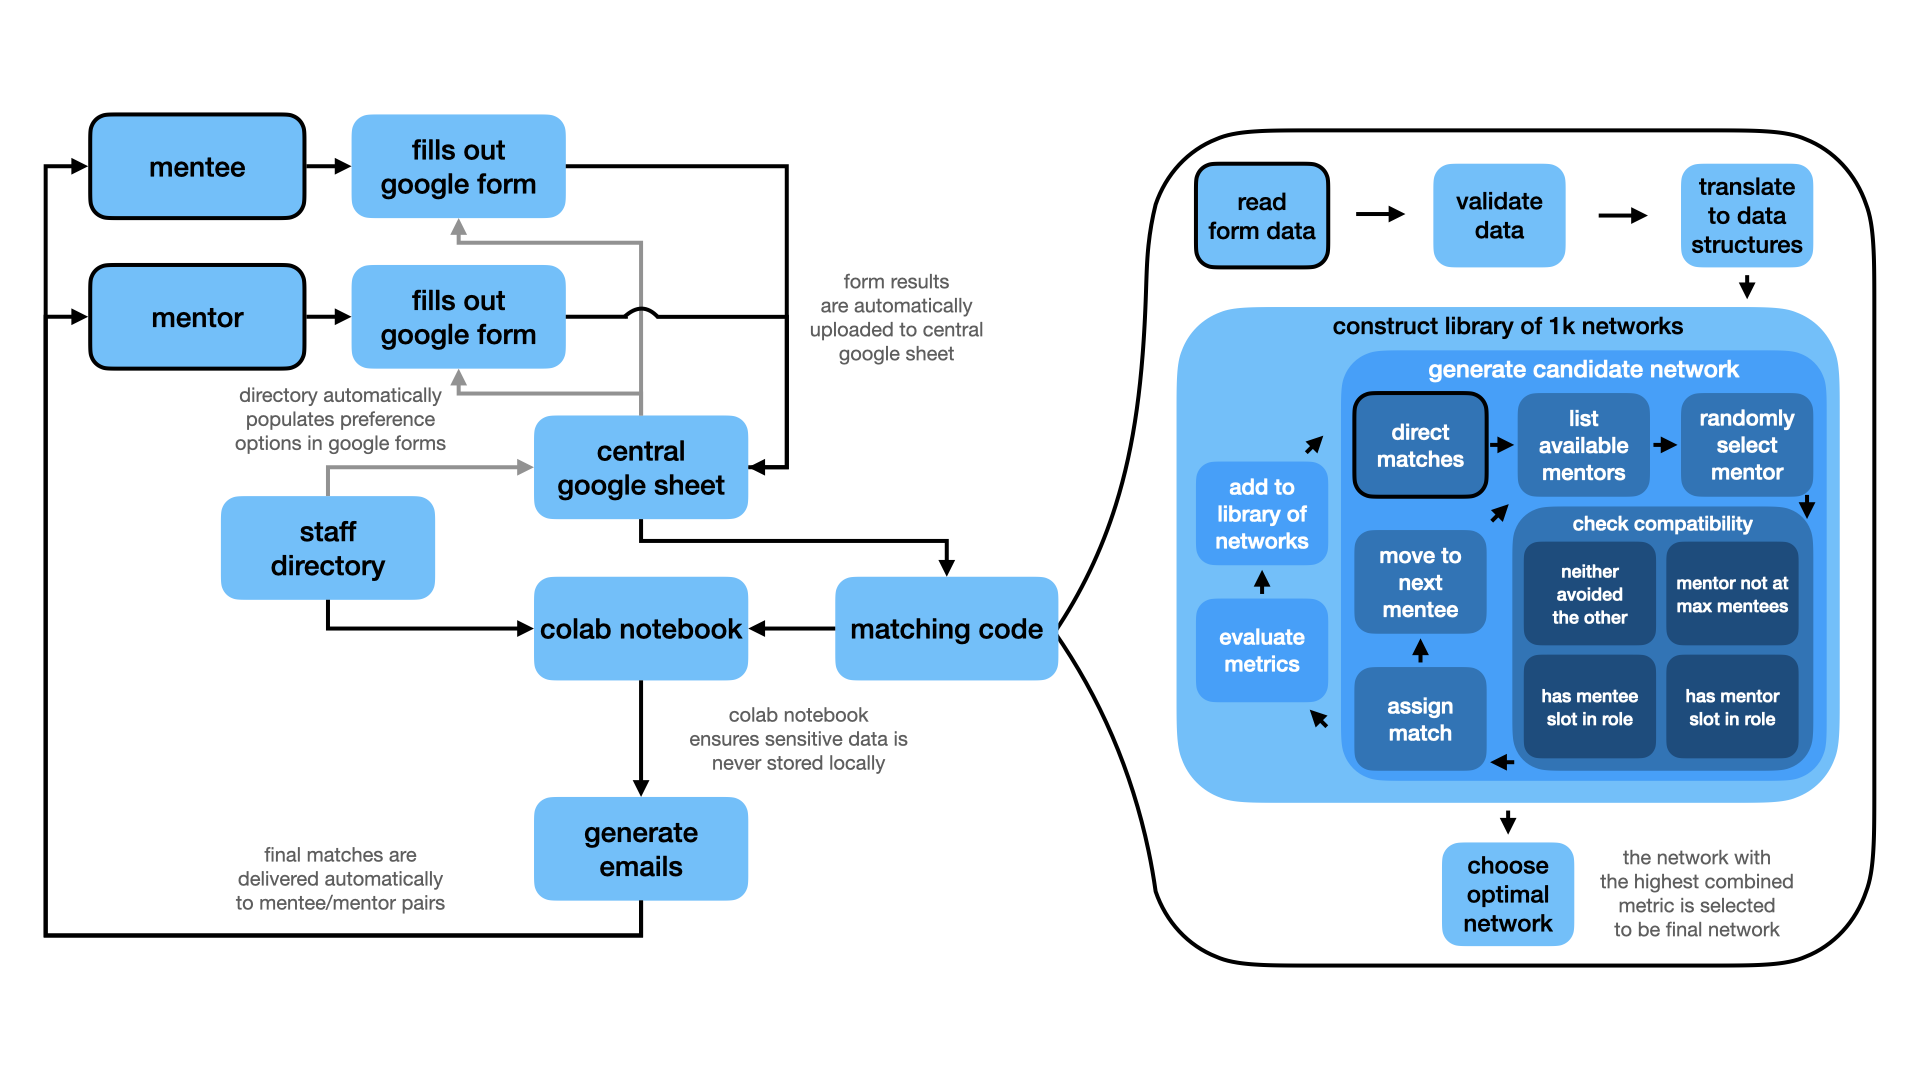 mentee
fills out
google form
mentor
fills out
google form
form results
are automatically
uploaded to central
google sheet
directory automatically
populates preference
options in google forms
central
google sheet
staff
directory
colab notebook
matching code
colab notebook
ensures sensitive data is
never stored locally
generate
emails
final matches are
delivered automatically
to mentee/mentor pairs
read
form data
validate
data
translate
to data
structures
construct library of 1k networks
generate candidate network
direct
matches
list
available
mentors
randomly
select
mentor
check compatibility
neither
avoided
the other
mentor not at
max mentees
has mentee
slot in role
has mentor
slot in role
assign
match
move to
next
mentee
evaluate
metrics
add to
library of
networks
choose
optimal
network
the network with
the highest combined
metric is selected
to be final network